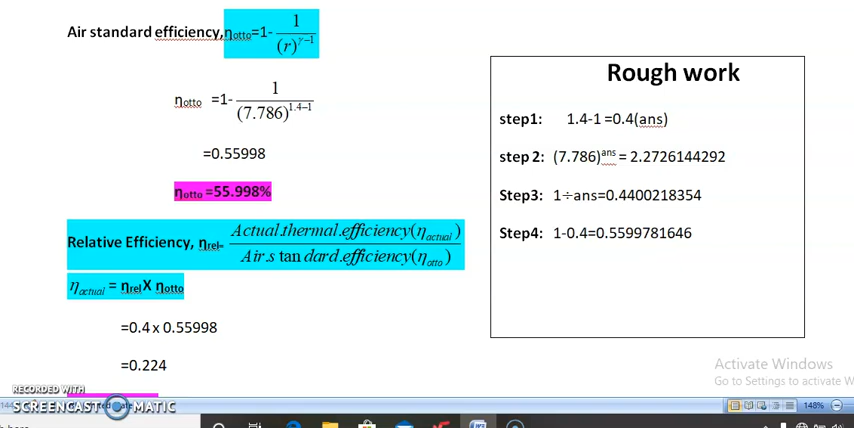 Air standard efficiency,ηotto=1- 1/(r)^γ−1
ηotto =1- 1/(7.786)^1.4−1
=0.55998
ηotto =55.998%
Relative Efficiency, ηrel= Actual.thermal.efficiency(ηactual)/Air.s tan dard.efficiency(ηotto)
ηactual = ηrelX ηotto
=0.4 x 0.55998
=0.224
Rough work
step1: 1.4-1 =0.4(ans)
step 2: (7.786)^ans = 2.2726144292
Step3: 1÷ans=0.4400218354
Step4: 1-0.4=0.5599781646
Activate Windows
Go to Settings to activate W
RECORDED WITH
SCREENCAST MATIC
148%